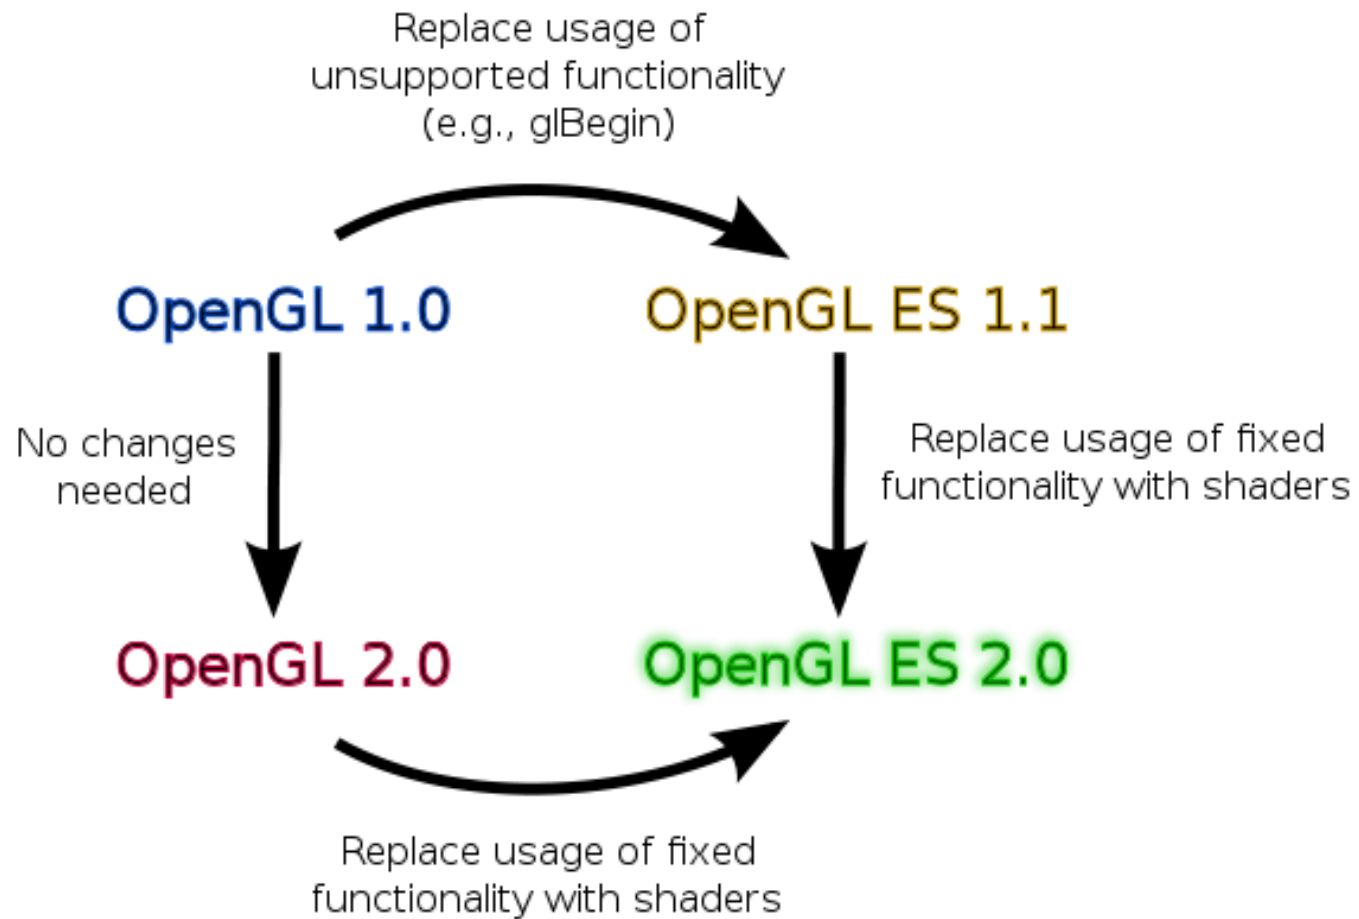 Replace usage of
unsupported functionality
(e.g., glBegin)
OpenGL 1.0
OpenGL ES 1.1
No changes
needed
Replace usage of fixed
functionality with shaders
OpenGL 2.0
OpenGL ES 2.0
Replace usage of fixed
functionality with shaders